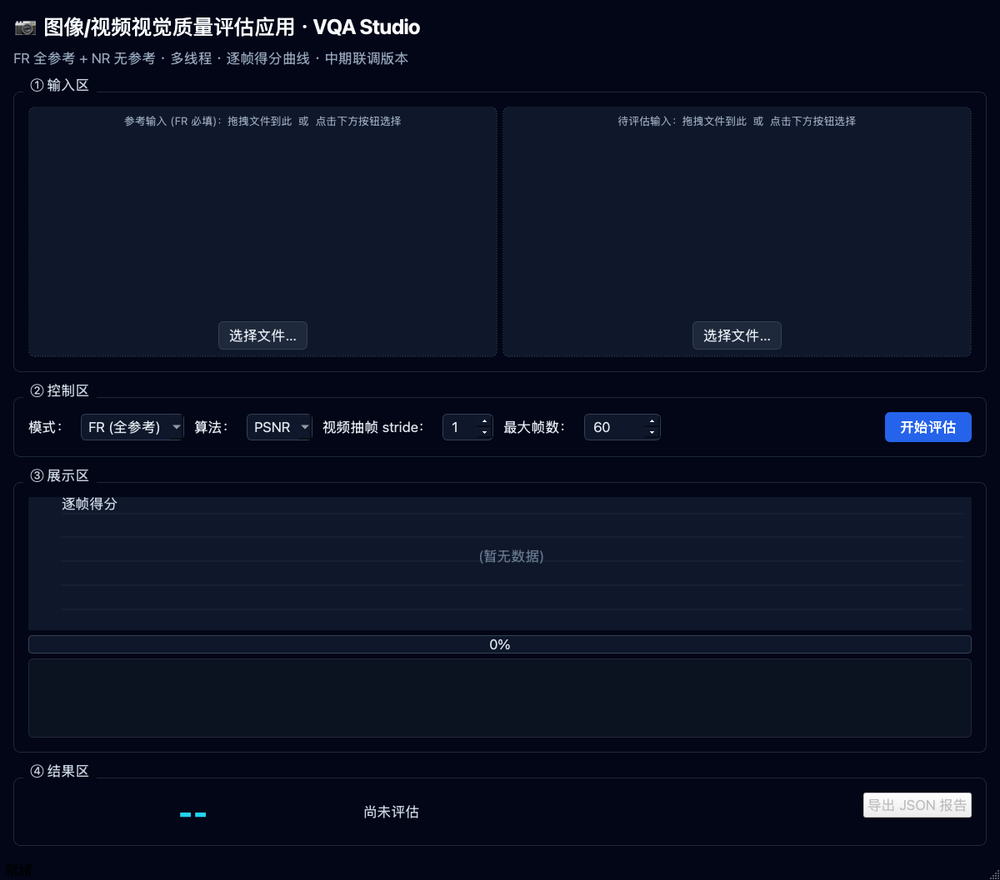 图像/视频视觉质量评估应用 · VQA Studio
FR 全参考 + NR 无参考 · 多线程 · 逐帧得分曲线 · 中期联调版本
① 输入区
参考输入 (FR 必填)：拖拽文件到此 或 点击下方按钮选择
待评估输入：拖拽文件到此 或 点击下方按钮选择
选择文件...
选择文件...
② 控制区
模式： FR (全参考) 算法： PSNR 视频抽帧 stride： 1 最大帧数： 60 开始评估
③ 展示区
逐帧得分
(暂无数据)
0%
④ 结果区
--
尚未评估
导出 JSON 报告
就绪